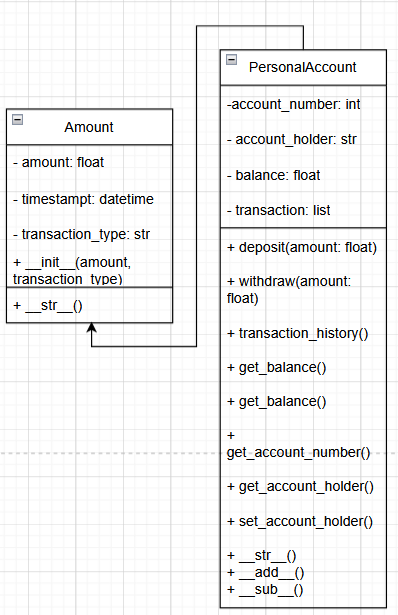 Amount
- amount: float
- timestampt: datetime
- transaction_type: str
+ __init__(amount,
transaction_type)
+ __str__()
PersonalAccount
-account_number: int
- account_holder: str
- balance: float
- transaction: list
+ deposit(amount: float)
+ withdraw(amount:
float)
+ transaction_history()
+ get_balance()
+ get_balance()
+
get_account_number()
+ get_account_holder()
+ set_account_holder()
+ __str__()
+ __add__()
+ __sub__()